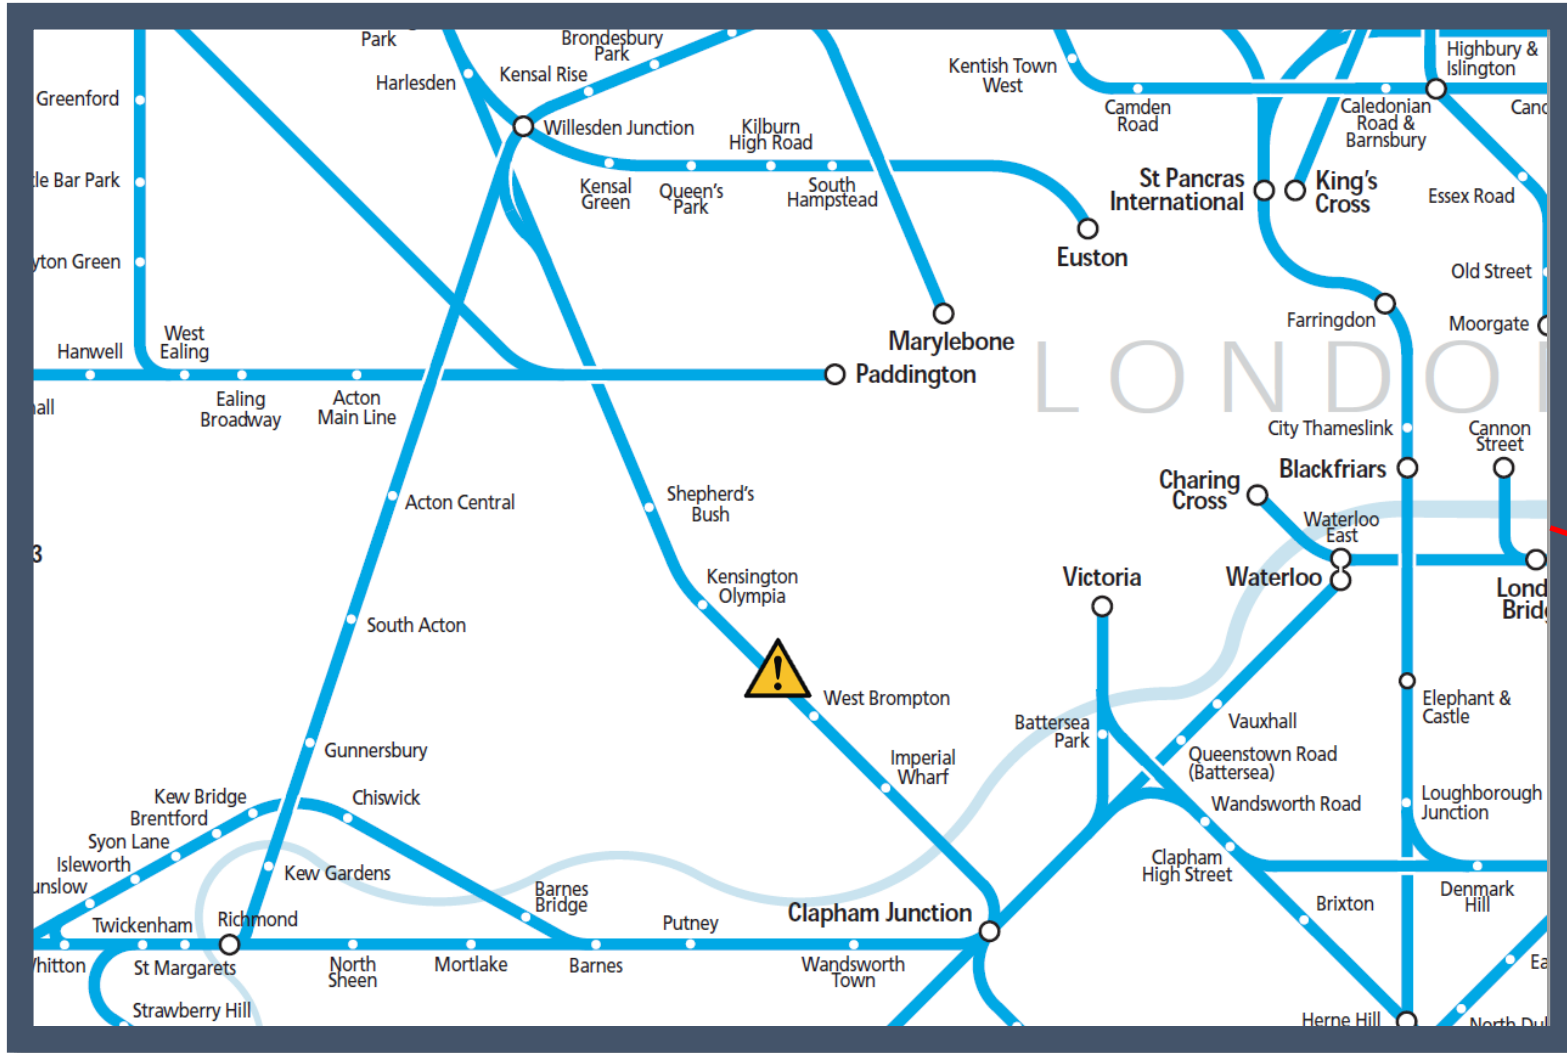 Park
Brondesbury
Park
Harlesden
Kensal Rise
Greenford
Willesden Junction
Kilburn
High Road
Kentish Town
West
Camden
Road
Highbury &
Islington
Caledonian
Road &
Barnsbury
Bar Park
Kensal
Green
Queen's
Park
South
Hampstead
St Pancras
International
King's
Cross
Essex Road
Green
Euston
Old Street
Farringdon
Moorgate
West
Ealing
Hanwell
Marylebone
Paddington
Ealing
Broadway
Acton
Main Line
City Thameslink
Cannon
Street
Blackfriars
Charing
Cross
Shepherd's
Bush
Acton Central
Waterloo
East
3
Kensington
Olympia
Victoria
Waterloo
South Acton
!
West Brompton
Elephant &
Castle
Battersea
Park
Vauxhall
Gunnersbury
Queenstown Road
(Battersea)
Imperial
Wharf
Kew Bridge
Chiswick
Brentford
Wandsworth Road
Loughborough
Junction
Syon Lane
Isleworth
Kew Gardens
Clapham
High Street
Denmark
Hill
Barnes
Bridge
Brixton
Twickenham
Richmond
Putney
Clapham Junction
St Margarets
North
Sheen
Mortlake
Barnes
Wandsworth
Town
Strawberry Hill
Herne Hill
North